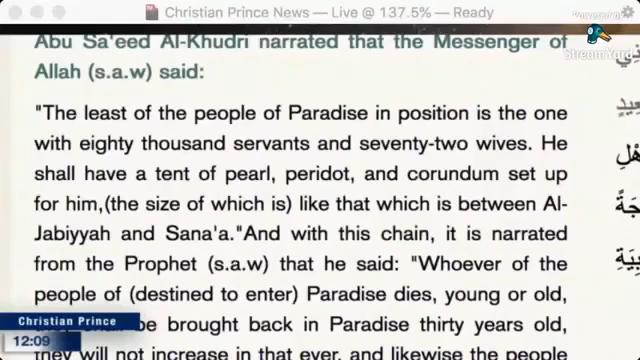 Christian Prince News — Live @ 137.5% — Ready
StreamYard
Abu Sa'eed Al-Khudri narrated that the Messenger of
Allah (s.a.w) said:
"The least of the people of Paradise in position is the one
with eighty thousand servants and seventy-two wives. He
shall have a tent of pearl, peridot, and corundum set up
for him,(the size of which is) like that which is between Al-
Jabiyyah and Sana'a."And with this chain, it is narrated
from the Prophet (s.a.w) that he said: "Whoever of the
people of (destined to enter) Paradise dies, young or old,
be brought back in Paradise thirty years old,
they will not increase in that ever, and likewise the people
Christian Prince
12:09